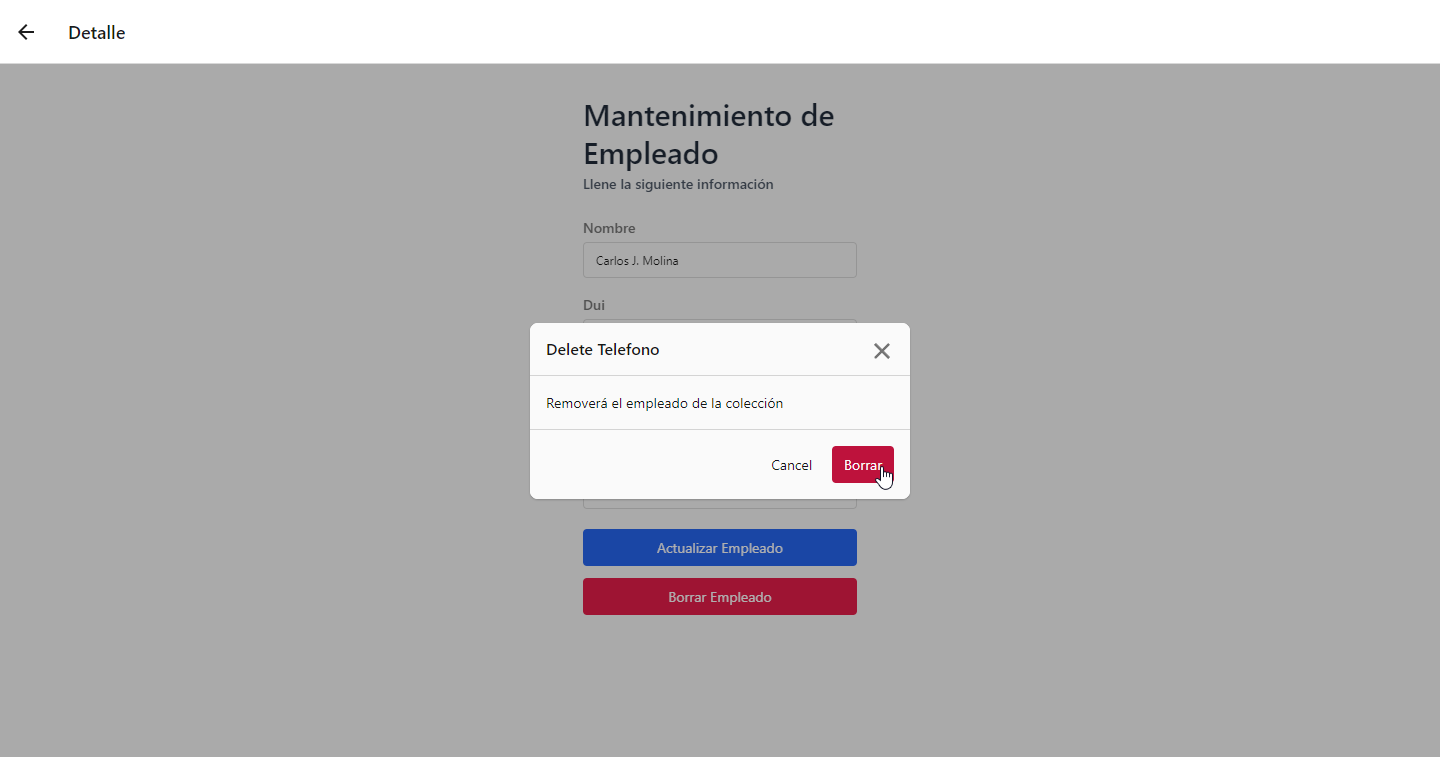 Detalle
Mantenimiento de
Empleado
Llene la siguiente información
Nombre
Carlos J. Molina
Dui
Delete Telefono
Removerá el empleado de la colección
Cancel
Borrar
Actualizar Empleado
Borrar Empleado